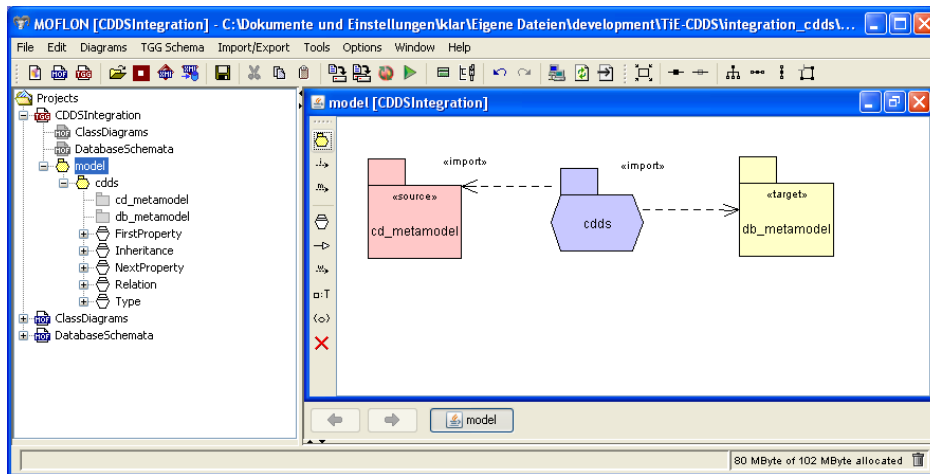 MOFLON [CDDSIntegration] - C:\Dokumente und Einstellungen\klar\Eigene Dateien\development\TiE-CDDS\integration_cdds\...
File Edit Diagrams TGG Schema Import/Export Tools Options Window Help
Projects
CDDSIntegration
ClassDiagrams
DatabaseSchemata
model
cdds
cd_metamodel
db_metamodel
FirstProperty
Inheritance
NextProperty
Relation
Type
ClassDiagrams
DatabaseSchemata
model [CDDSIntegration]
«import»
«import»
«source»
cd_metamodel
cdds
«target»
db_metamodel
model
80 MByte of 102 MByte allocated